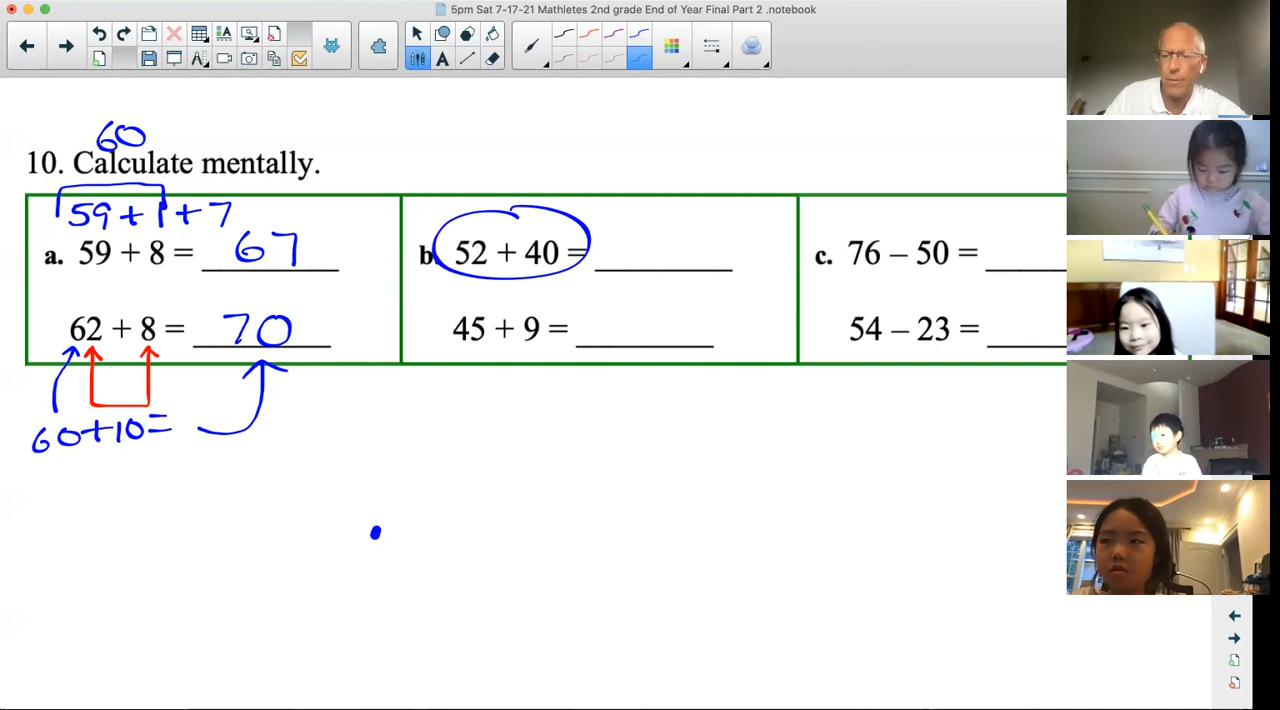 5pm Sat 7-17-21 Mathletes 2nd grade End of Year Final Part 2 .notebook
60
10. Calculate mentally.
59 + 1 + 7
a. 59 + 8 = 67
62 + 8 = 70
60+10=
b. 52 + 40 =
45 + 9 =
c. 76 – 50 =
54 – 23 =